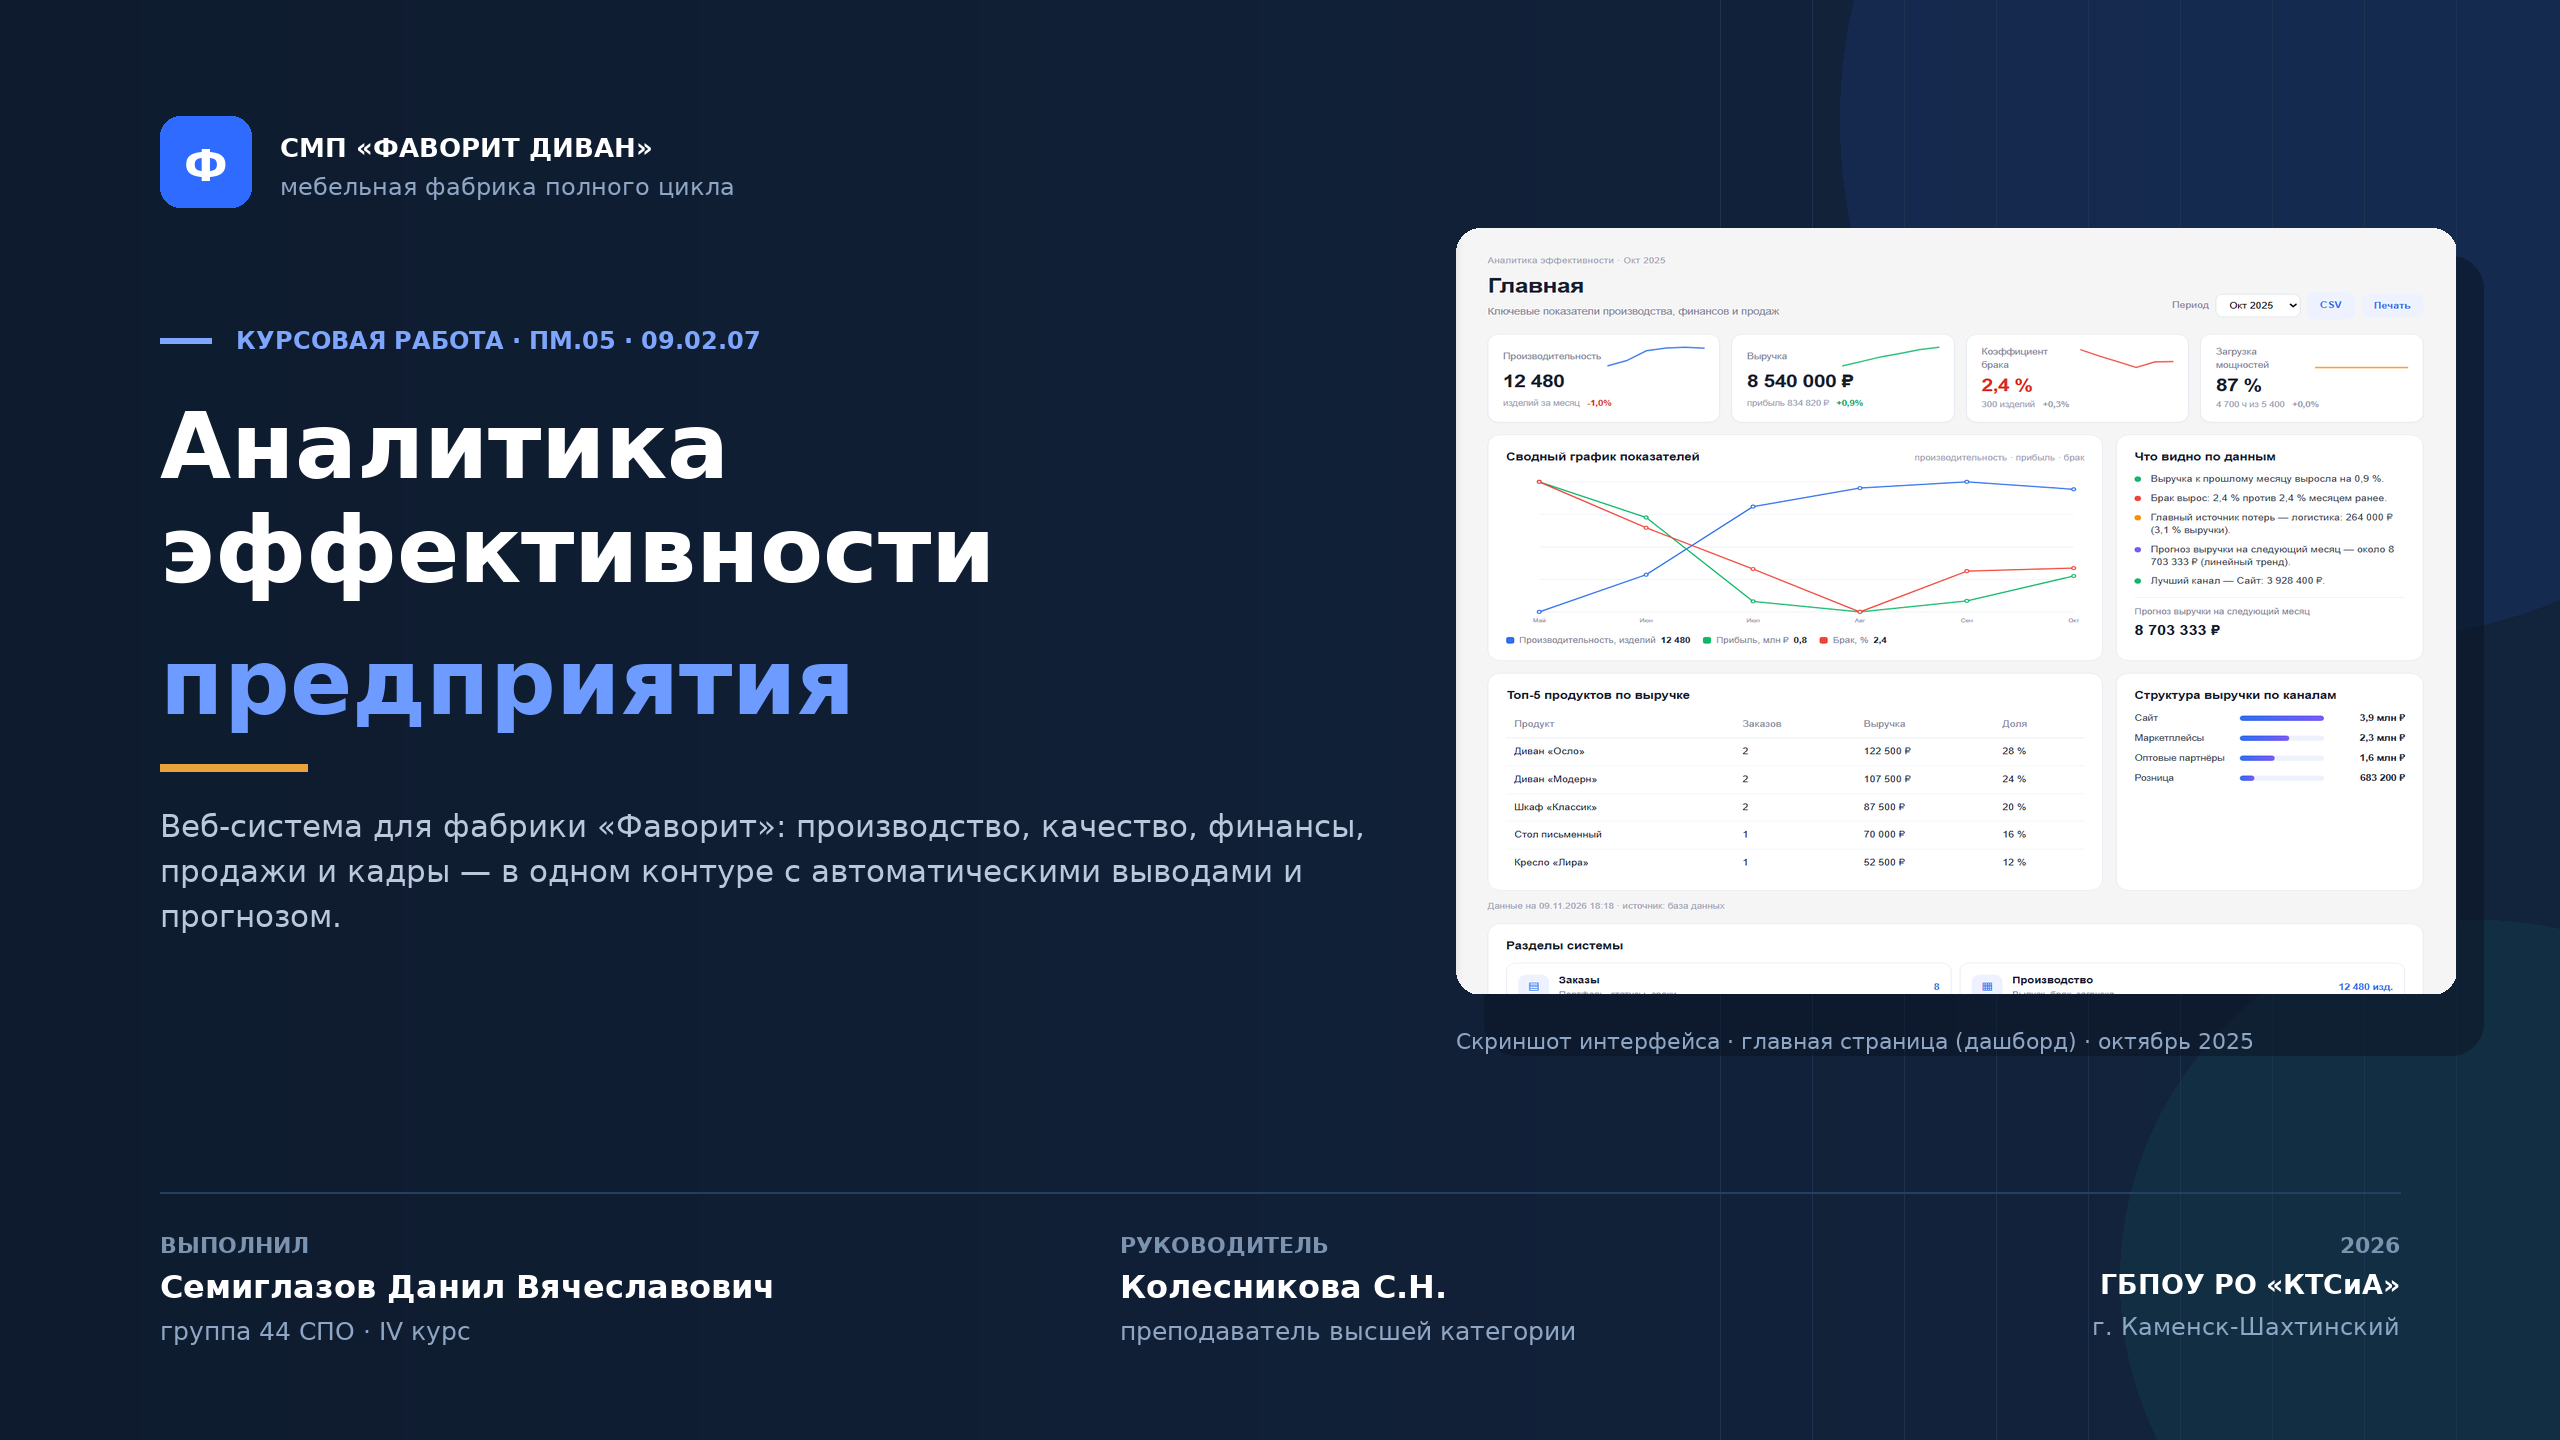 Ф
СМП «ФАВОРИТ ДИВАН»
мебельная фабрика полного цикла
КУРСОВАЯ РАБОТА · ПМ.05 · 09.02.07
Аналитика
эффективности
предприятия
Веб-система для фабрики «Фаворит»: производство, качество, финансы,
продажи и кадры — в одном контуре с автоматическими выводами и
прогнозом.
Аналитика эффективности · Окт 2025
Главная
Ключевые показатели производства, финансов и продаж
Период Окт 2025 CSV Печать
Производительность
12 480
изделий за месяц -1,0%
Выручка
8 540 000 ₽
прибыль 834 820 ₽ +0,9%
Коэффициент
брака
2,4 %
300 изделий +0,3%
Загрузка
мощностей
87 %
4 700 ч из 5 400 +0,0%
Сводный график показателей
производительность · прибыль · брак
Май Июн Июл Авг Сен Окт
Производительность, изделий 12 480 Прибыль, млн ₽ 0,8 Брак, % 2,4
Что видно по данным
Выручка к прошлому месяцу выросла на 0,9 %.
Брак вырос: 2,4 % против 2,4 % месяцем ранее.
Главный источник потерь — логистика: 264 000 ₽
(3,1 % выручки).
Прогноз выручки на следующий месяц — около 8
703 333 ₽ (линейный тренд).
Лучший канал — Сайт: 3 928 400 ₽.
Прогноз выручки на следующий месяц
8 703 333 ₽
Топ-5 продуктов по выручке
Продукт Заказов Выручка Доля
Диван «Осло» 2 122 500 ₽ 28 %
Диван «Модерн» 2 107 500 ₽ 24 %
Шкаф «Классик» 2 87 500 ₽ 20 %
Стол письменный 1 70 000 ₽ 16 %
Кресло «Лира» 1 52 500 ₽ 12 %
Структура выручки по каналам
Сайт 3,9 млн ₽
Маркетплейсы 2,3 млн ₽
Оптовые партнёры 1,6 млн ₽
Розница 683 200 ₽
Данные на 09.11.2026 18:18 · источник: база данных
Разделы системы
Заказы 8
Производство 12 480 изд.
Скриншот интерфейса · главная страница (дашборд) · октябрь 2025
ВЫПОЛНИЛ
Семиглазов Данил Вячеславович
группа 44 СПО · IV курс
РУКОВОДИТЕЛЬ
Колесникова С.Н.
преподаватель высшей категории
2026
ГБПОУ РО «КТСиА»
г. Каменск-Шахтинский